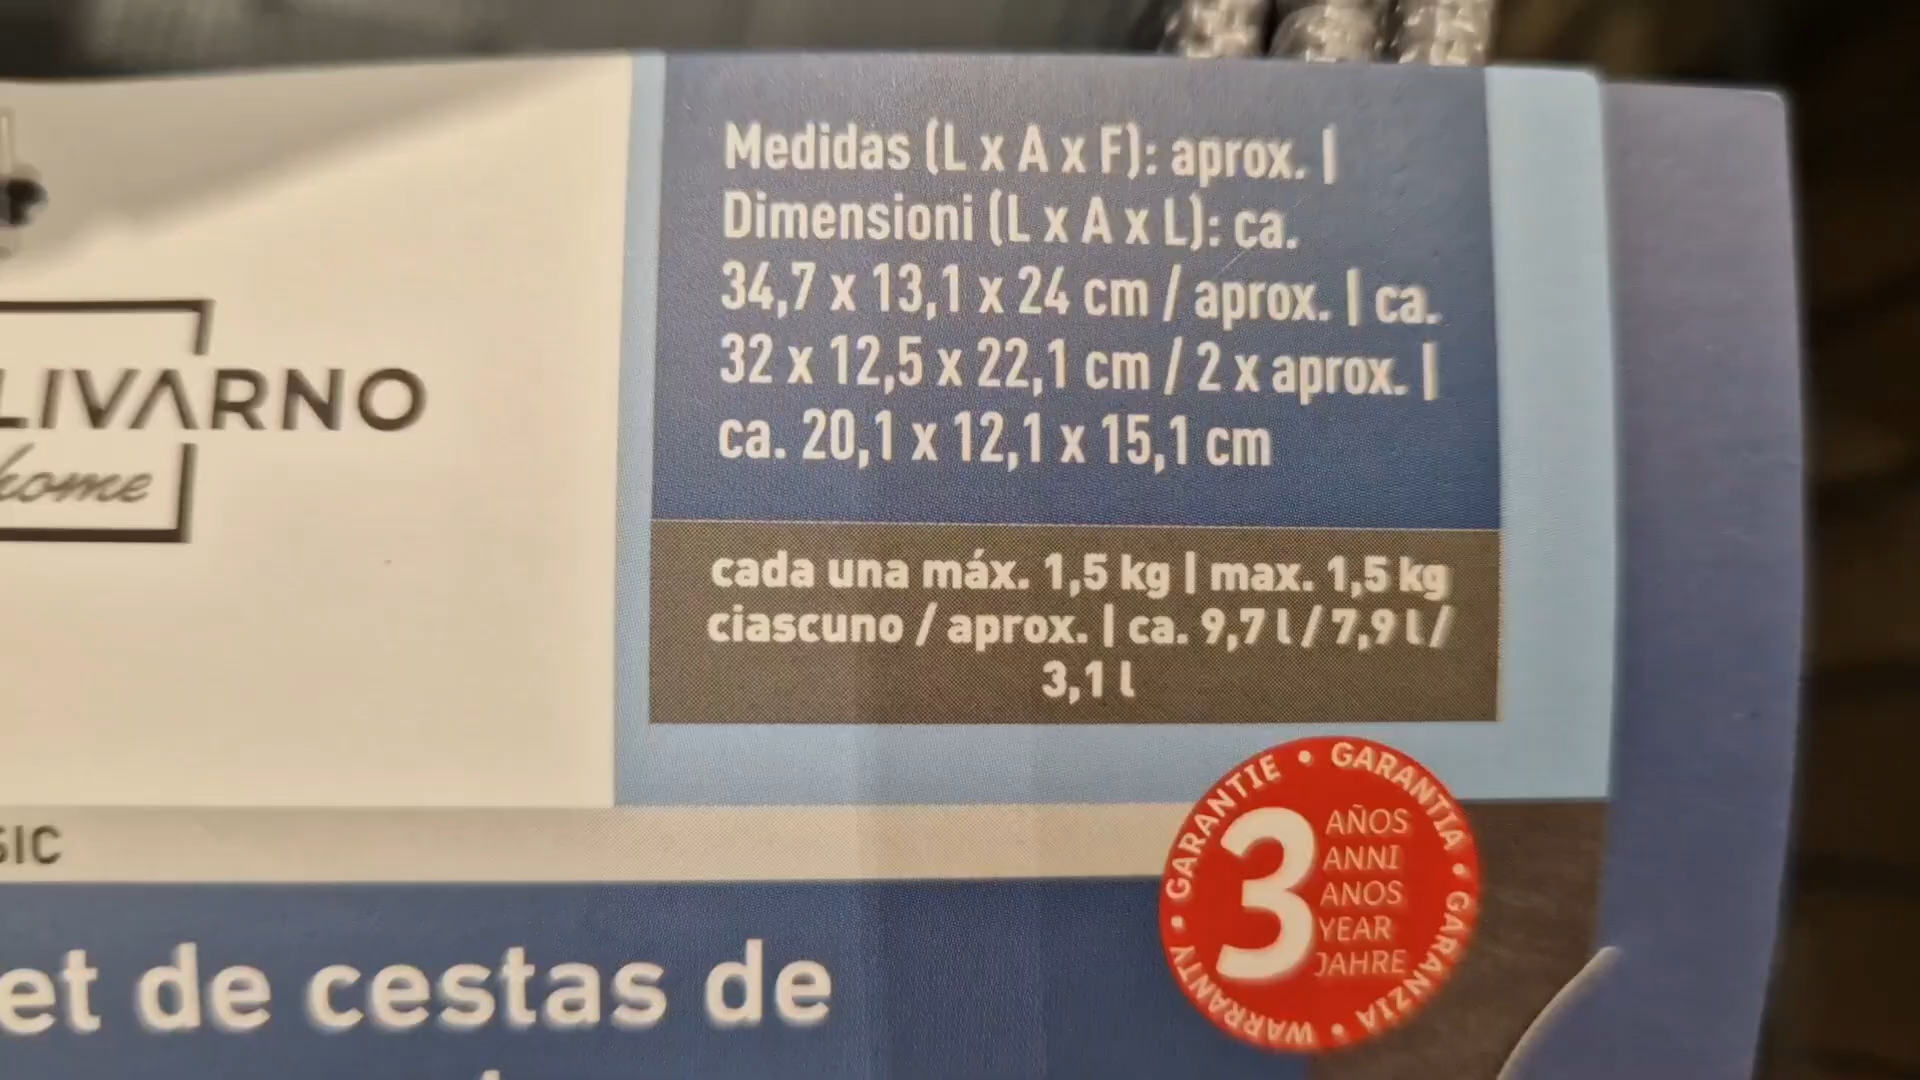 Medidas (L x A x F): aprox. |
Dimensioni (L x A x L): ca.
34,7 x 13,1 x 24 cm / aprox. | ca.
32 x 12,5 x 22,1 cm / 2 x aprox. |
ca. 20,1 x 12,1 x 15,1 cm
LIVARNO
home
cada una máx. 1,5 kg | max. 1,5 kg
ciascuno / aprox. | ca. 9,7 l / 7,9 l /
3,1 l
GARANTIE • GARANTIA • GARANZIA • WARRANTY •
3
AÑOS
ANNI
ANOS
YEAR
JAHRE
SIC
et de cestas de